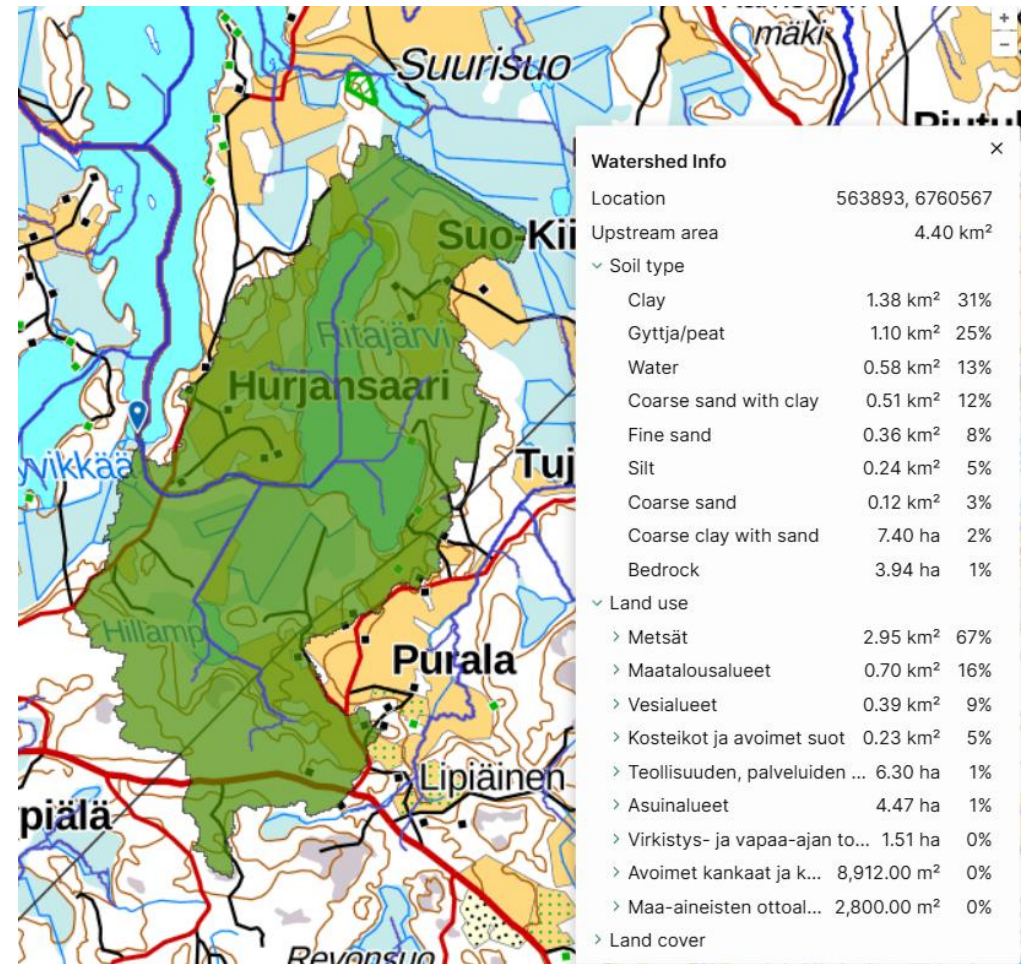 mäki
Suurisuo
Suo-Kii
Ritajärvi
Hurjansaari
yvikkää
Tuj
Hillamp
Purala
Lipiäinen
piälä
Revonsuo
+
−
Watershed Info ×
Location 563893, 6760567
Upstream area 4.40 km²
Soil type
Clay 1.38 km² 31%
Gyttja/peat 1.10 km² 25%
Water 0.58 km² 13%
Coarse sand with clay 0.51 km² 12%
Fine sand 0.36 km² 8%
Silt 0.24 km² 5%
Coarse sand 0.12 km² 3%
Coarse clay with sand 7.40 ha 2%
Bedrock 3.94 ha 1%
Land use
Metsät 2.95 km² 67%
Maatalousalueet 0.70 km² 16%
Vesialueet 0.39 km² 9%
Kosteikot ja avoimet suot 0.23 km² 5%
Teollisuuden, palveluiden ... 6.30 ha 1%
Asuinalueet 4.47 ha 1%
Virkistys- ja vapaa-ajan to... 1.51 ha 0%
Avoimet kankaat ja k... 8,912.00 m² 0%
Maa-aineisten ottoal... 2,800.00 m² 0%
Land cover